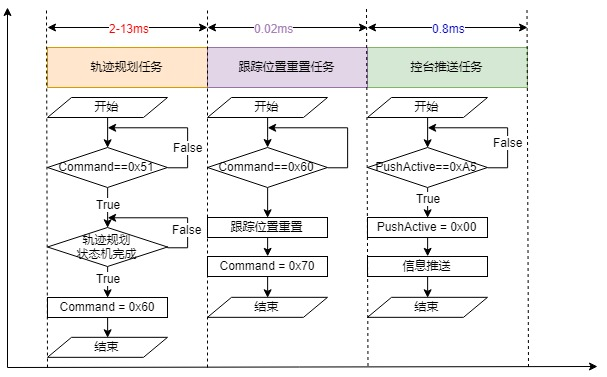 2-13ms
0.02ms
0.8ms
轨迹规划任务
跟踪位置重置任务
控台推送任务
开始
False
Command==0x51
True
False
轨迹规划
状态机完成
True
Command = 0x60
结束
开始
Command==0x60
跟踪位置重置
Command = 0x70
结束
开始
False
PushActive==0xA5
True
PushActive = 0x00
信息推送
结束